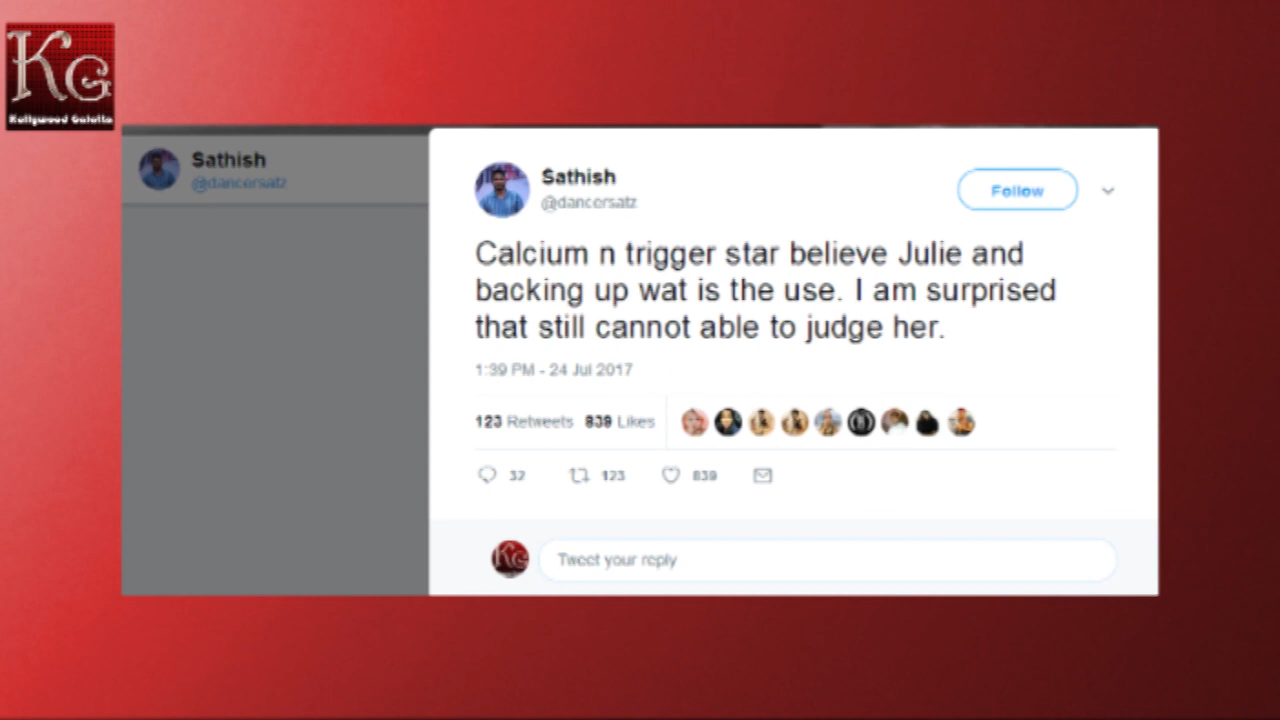 KG
Kollywood Galatta
Sathish
@dancersatz
Sathish
@dancersatz
Follow
Calcium n trigger star believe Julie and
backing up wat is the use. I am surprised
that still cannot able to judge her.
1:39 PM - 24 Jul 2017
123 Retweets 839 Likes
32 123 839
KG
Tweet your reply